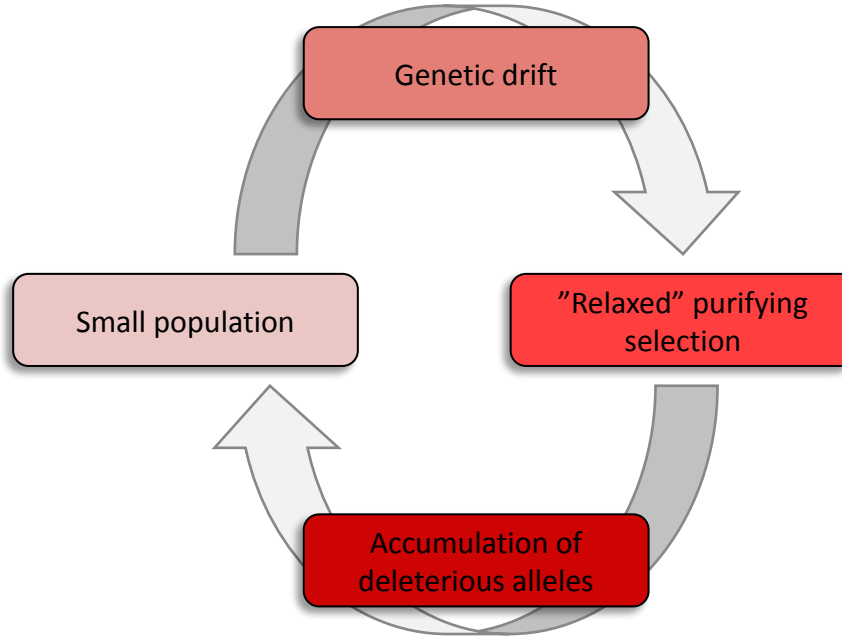 Genetic drift
Small population
”Relaxed” purifying
selection
Accumulation of
deleterious alleles